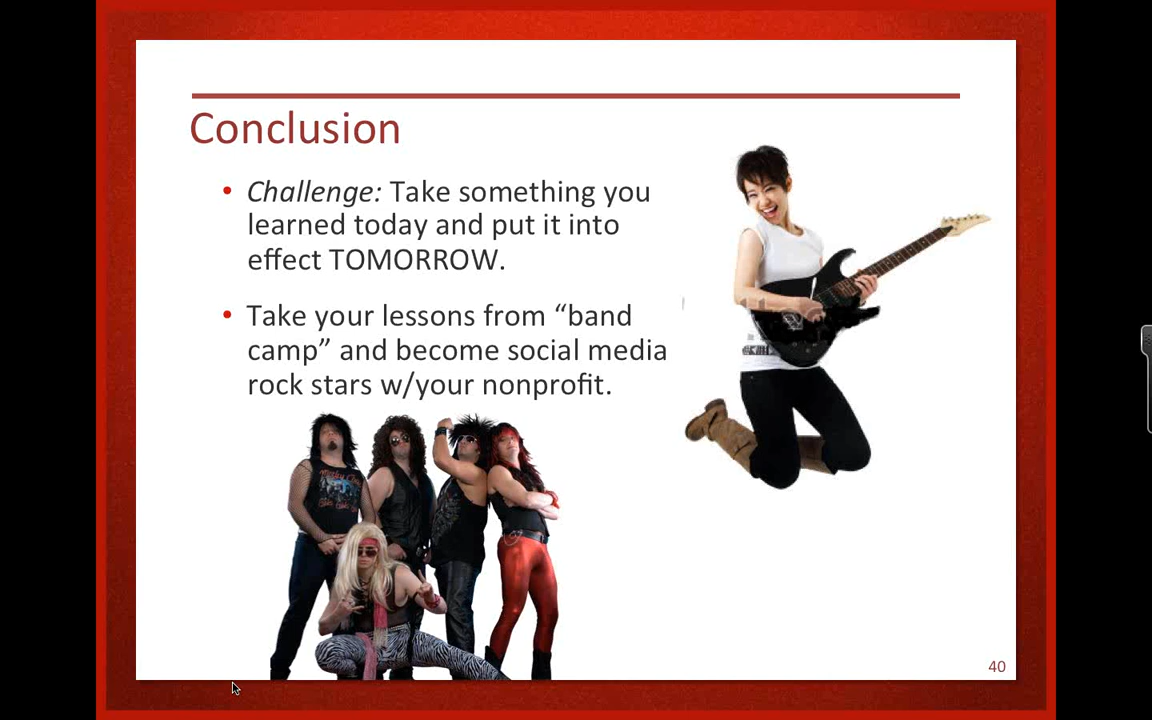 Conclusion
• Challenge: Take something you
learned today and put it into
effect TOMORROW.
• Take your lessons from “band
camp” and become social media
rock stars w/your nonprofit.
40